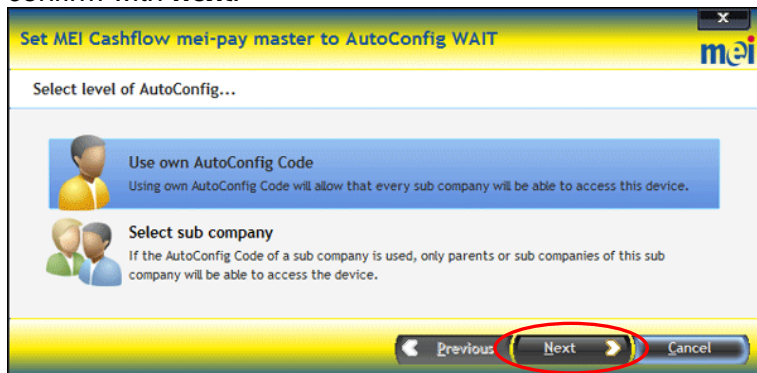 confirm with Next.
x
Set MEI Cashflow mei-pay master to AutoConfig WAIT
mei
Select level of AutoConfig...
Use own AutoConfig Code
Using own AutoConfig Code will allow that every sub company will be able to access this device.
Select sub company
If the AutoConfig Code of a sub company is used, only parents or sub companies of this sub
company will be able to access the device.
Previous Next Cancel